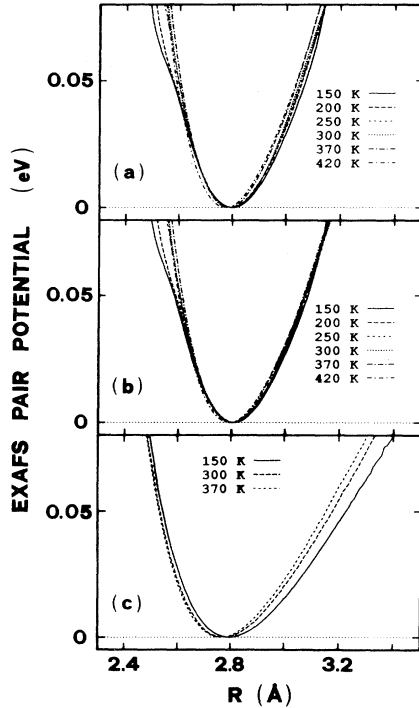 EXAFS PAIR POTENTIAL (eV)
0.05
150 K
200 K
250 K
300 K
370 K
420 K
(a)
0
0.05
150 K
200 K
250 K
300 K
370 K
420 K
(b)
0
150 K
300 K
370 K
0.05
(c)
0
2.4 2.8 3.2
R (Å)